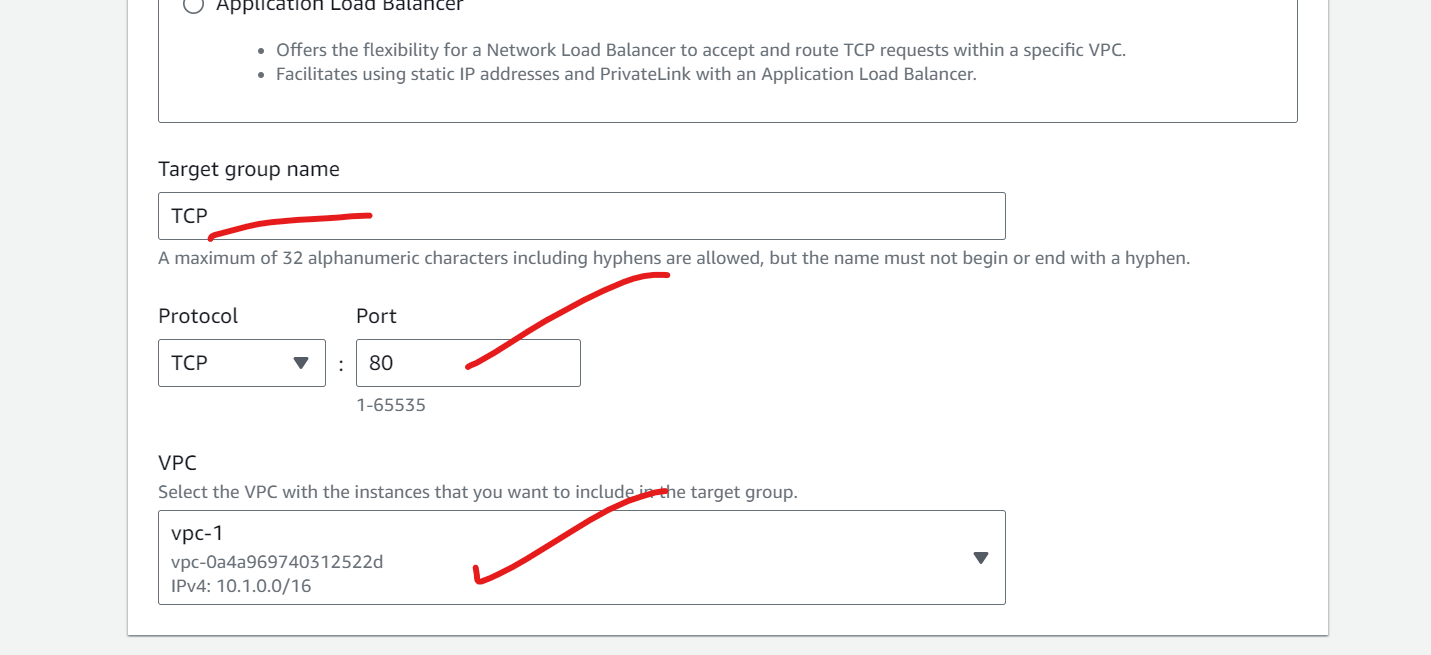 Application Load Balancer
• Offers the flexibility for a Network Load Balancer to accept and route TCP requests within a specific VPC.
• Facilitates using static IP addresses and PrivateLink with an Application Load Balancer.
Target group name
TCP
A maximum of 32 alphanumeric characters including hyphens are allowed, but the name must not begin or end with a hyphen.
Protocol Port
TCP : 80
1-65535
VPC
Select the VPC with the instances that you want to include in the target group.
vpc-1
vpc-0a4a969740312522d
IPv4: 10.1.0.0/16